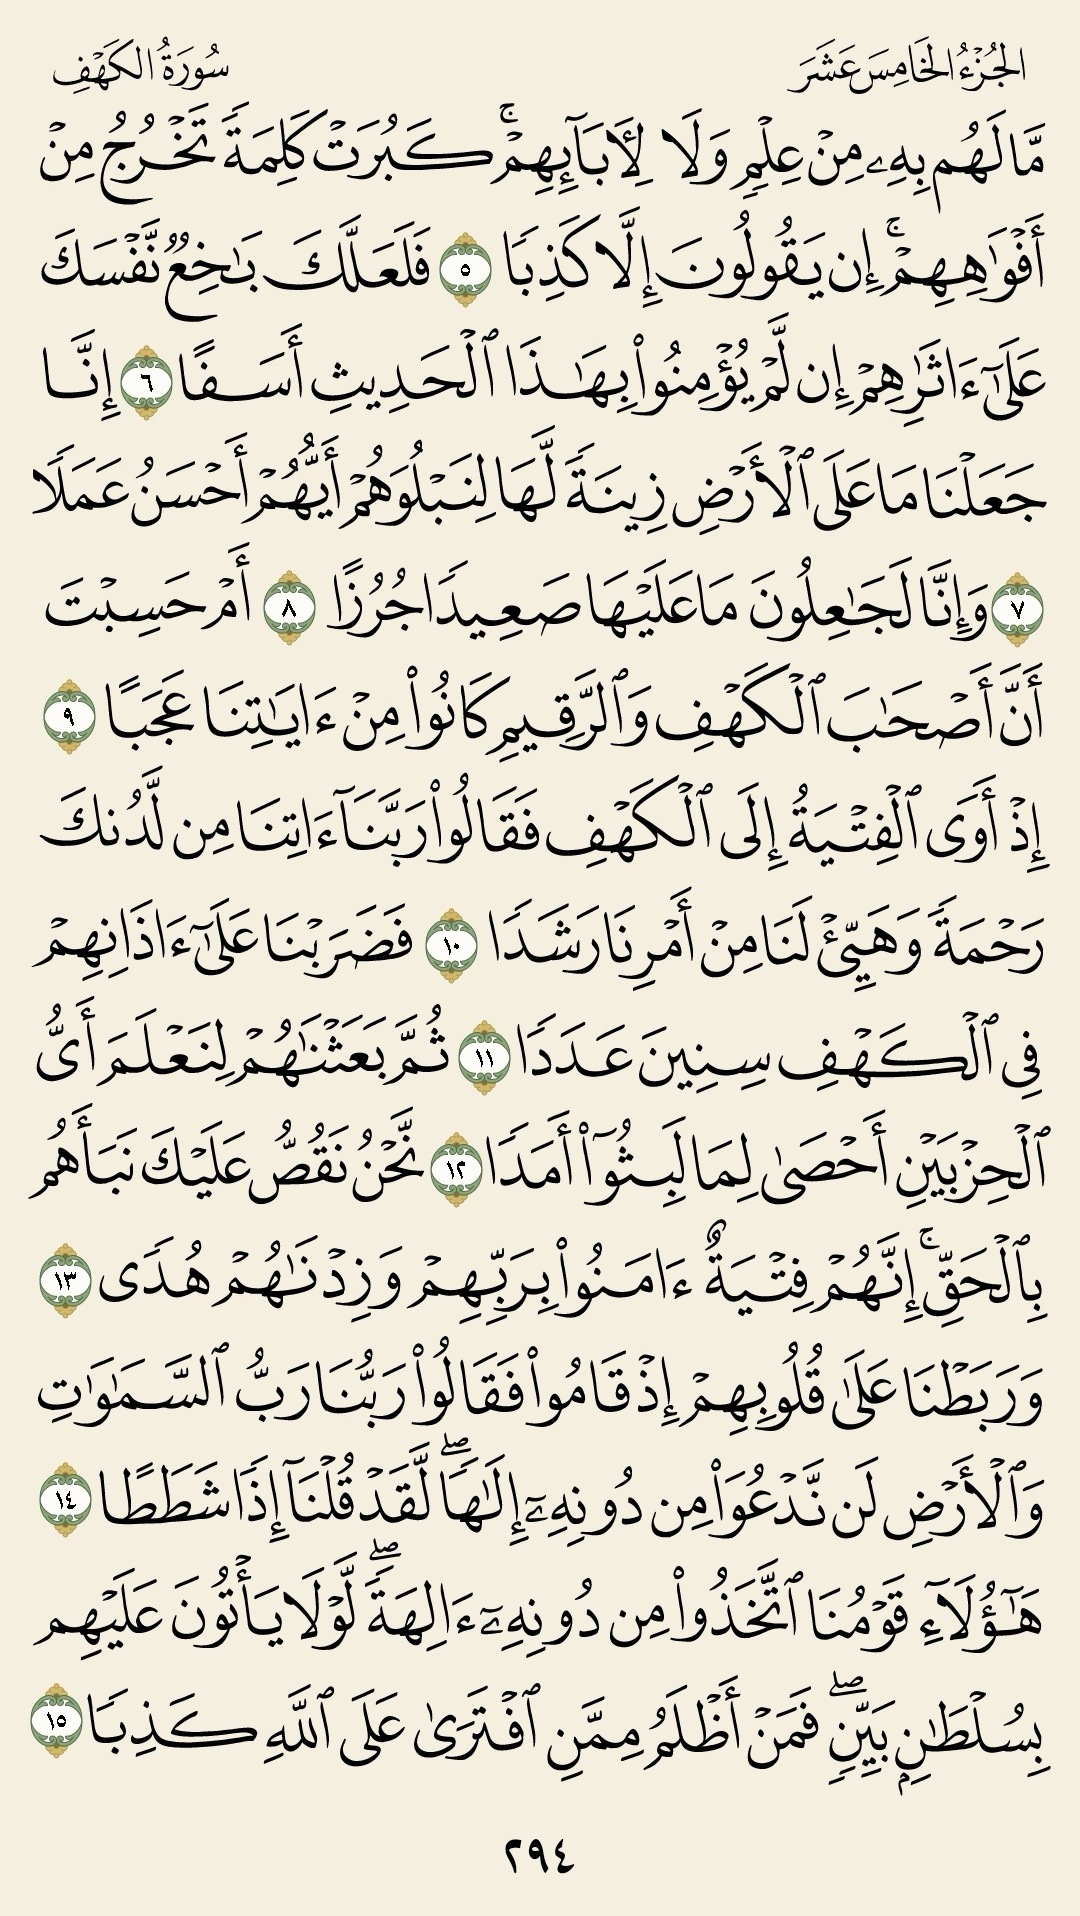 الجُزْءُ الخَامِسَ عَشَرَ
سُورَةُ الكَهْفِ
مَّا لَهُم بِهِۦ مِنْ عِلْمٍ وَلَا لِأٓبَآئِهِمْۚ كَبُرَتْ كَلِمَةً تَخْرُجُ مِنْ
أَفْوَٰهِهِمْۚ إِن يَقُولُونَ إِلَّا كَذِبًا ٥ فَلَعَلَّكَ بَـٰخِعٌ نَّفْسَكَ
عَلَىٰٓ ءَاثَـٰرِهِمْ إِن لَّمْ يُؤْمِنُوا۟ بِهَـٰذَا ٱلْحَدِيثِ أَسَفًا ٦ إِنَّا
جَعَلْنَا مَا عَلَى ٱلْأَرْضِ زِينَةً لَّهَا لِنَبْلُوَهُمْ أَيُّهُمْ أَحْسَنُ عَمَلًا
٧ وَإِنَّا لَجَـٰعِلُونَ مَا عَلَيْهَا صَعِيدًا جُرُزًا ٨ أَمْ حَسِبْتَ
أَنَّ أَصْحَـٰبَ ٱلْكَهْفِ وَٱلرَّقِيمِ كَانُوا۟ مِنْ ءَايَـٰتِنَا عَجَبًا ٩
إِذْ أَوَى ٱلْفِتْيَةُ إِلَى ٱلْكَهْفِ فَقَالُوا۟ رَبَّنَآ ءَاتِنَا مِن لَّدُنكَ
رَحْمَةً وَهَيِّئْ لَنَا مِنْ أَمْرِنَا رَشَدًا ١٠ فَضَرَبْنَا عَلَىٰٓ ءَاذَانِهِمْ
فِى ٱلْكَهْفِ سِنِينَ عَدَدًا ١١ ثُمَّ بَعَثْنَـٰهُمْ لِنَعْلَمَ أَىُّ
ٱلْحِزْبَيْنِ أَحْصَىٰ لِمَا لَبِثُوٓا۟ أَمَدًا ١٢ نَّحْنُ نَقُصُّ عَلَيْكَ نَبَأَهُم
بِٱلْحَقِّۚ إِنَّهُمْ فِتْيَةٌ ءَامَنُوا۟ بِرَبِّهِمْ وَزِدْنَـٰهُمْ هُدًى ١٣
وَرَبَطْنَا عَلَىٰ قُلُوبِهِمْ إِذْ قَامُوا۟ فَقَالُوا۟ رَبُّنَا رَبُّ ٱلسَّمَـٰوَٰتِ
وَٱلْأَرْضِ لَن نَّدْعُوَا۟ مِن دُونِهِۦٓ إِلَـٰهًاۖ لَّقَدْ قُلْنَآ إِذًا شَطَطًا ١٤
هَـٰٓؤُلَآءِ قَوْمُنَا ٱتَّخَذُوا۟ مِن دُونِهِۦٓ ءَالِهَةًۖ لَّوْلَا يَأْتُونَ عَلَيْهِم
بِسُلْطَـٰنٍۭ بَيِّنٍۖ فَمَنْ أَظْلَمُ مِمَّنِ ٱفْتَرَىٰ عَلَى ٱللَّهِ كَذِبًا ١٥
٢٩٤